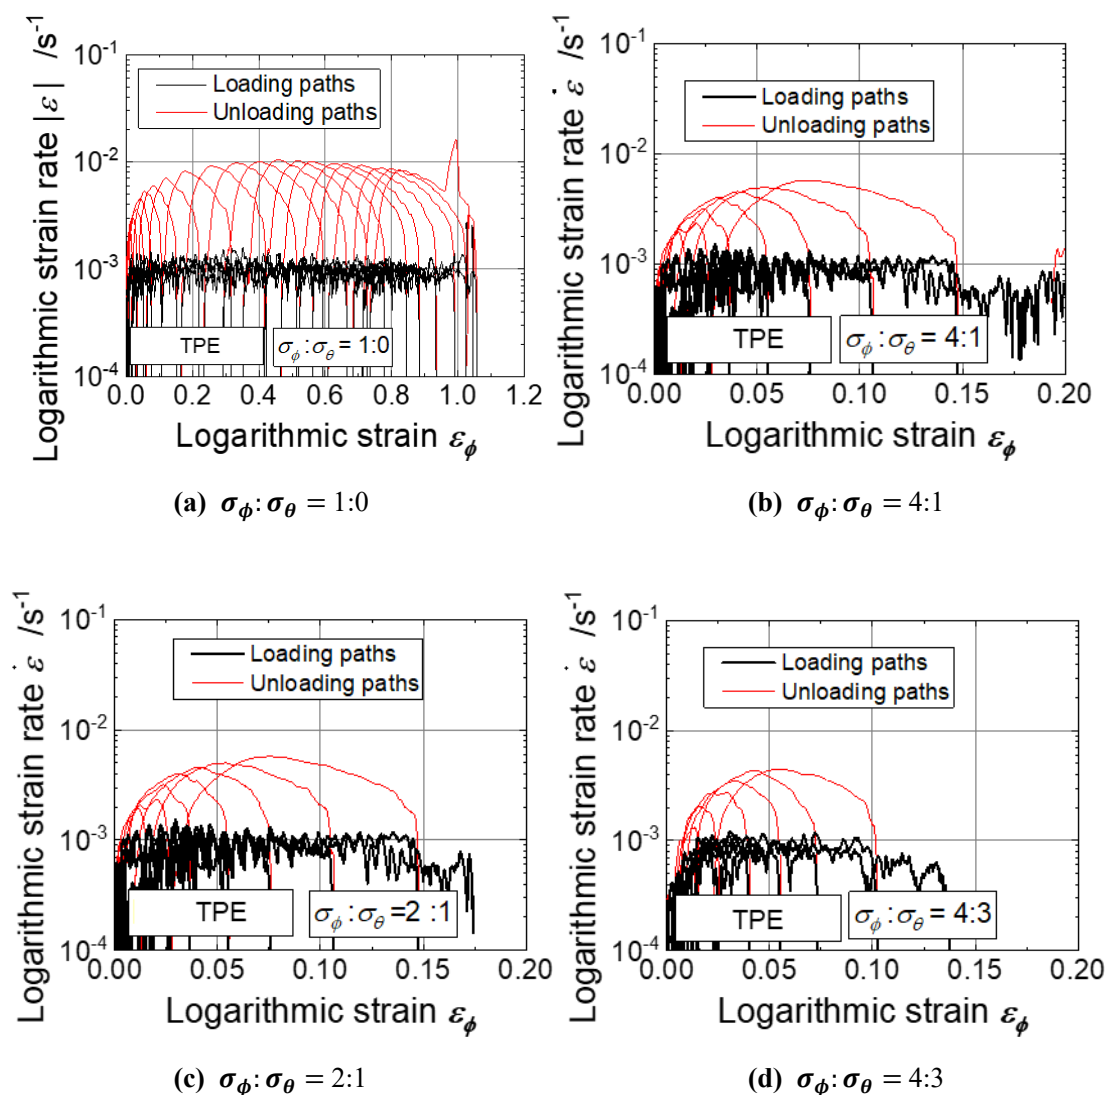 Logarithmic strain rate |ε| /s⁻¹
10⁻¹
10⁻²
10⁻³
10⁻⁴
Loading paths
Unloading paths
TPE
σϕ:σθ = 1:0
0.0 0.2 0.4 0.6 0.8 1.0 1.2
Logarithmic strain εϕ
(a) σϕ:σθ = 1:0
Logarithmic strain rate ε̇ /s⁻¹
10⁻¹
10⁻²
10⁻³
10⁻⁴
Loading paths
Unloading paths
TPE
σϕ:σθ = 4:1
0.00 0.05 0.10 0.15 0.20
Logarithmic strain εϕ
(b) σϕ:σθ = 4:1
Logarithmic strain rate ε̇ /s⁻¹
10⁻¹
10⁻²
10⁻³
10⁻⁴
Loading paths
Unloading paths
TPE
σϕ:σθ =2 :1
0.00 0.05 0.10 0.15 0.20
Logarithmic strain εϕ
(c) σϕ:σθ = 2:1
Logarithmic strain rate ε̇ /s⁻¹
10⁻¹
10⁻²
10⁻³
10⁻⁴
Loading paths
Unloading paths
TPE
σϕ:σθ = 4:3
0.00 0.05 0.10 0.15 0.20
Logarithmic strain εϕ
(d) σϕ:σθ = 4:3